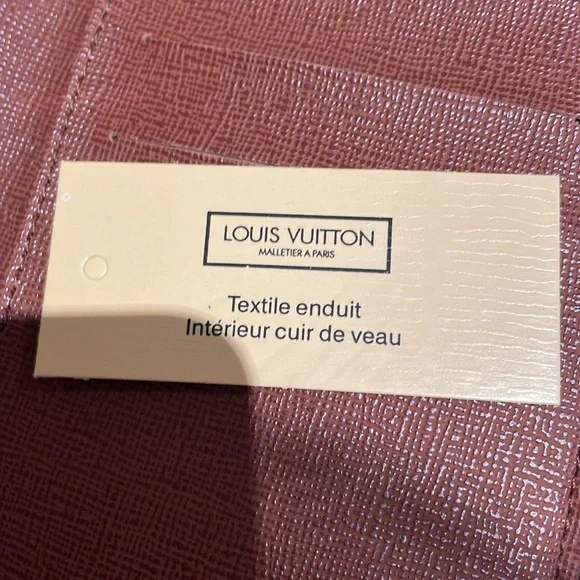 LOUIS VUITTON
MALLETIER A PARIS
Textile enduit
Intérieur cuir de veau